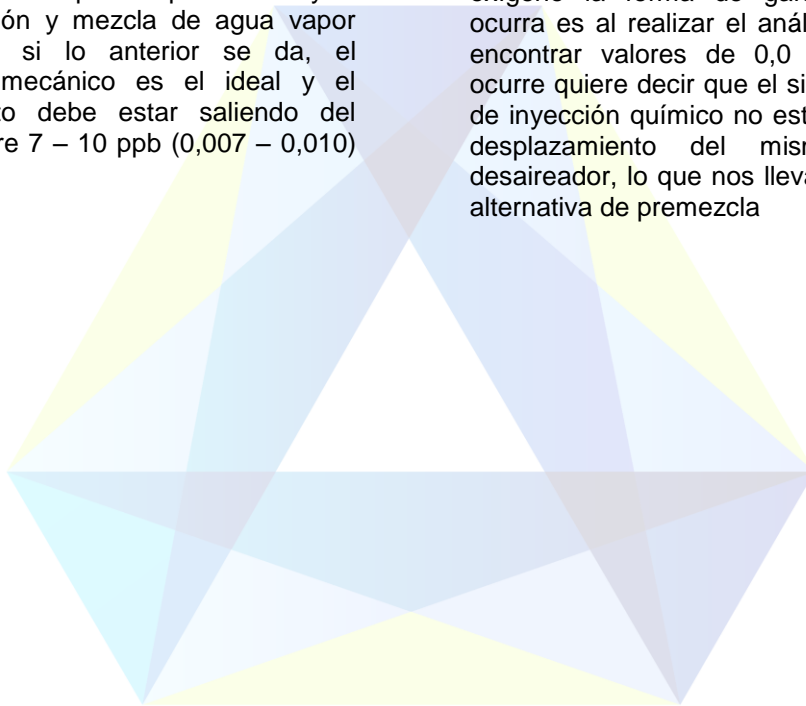 ón y mezcla de agua vapor
si lo anterior se da, el
mecánico es el ideal y el
to debe estar saliendo del
re 7 – 10 ppb (0,007 – 0,010)
ocurra es al realizar el
encontrar valores de 0,0
ocurre quiere decir que el si
de inyección químico no est
desplazamiento del mis
desaireador, lo que nos lleva
alternativa de premezcla